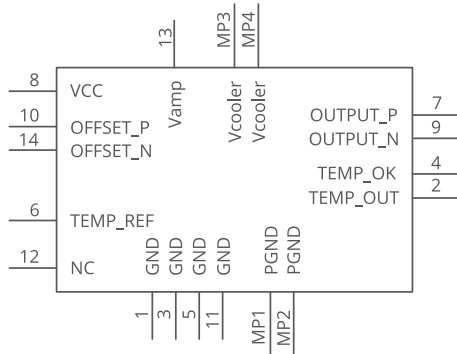 13
MP3
MP4
8
VCC
Vamp
Vcooler
Vcooler
10
OFFSET_P
14
OFFSET_N
OUTPUT_P
7
OUTPUT_N
9
TEMP_OK
4
TEMP_OUT
2
6
TEMP_REF
12
NC
GND
GND
GND
GND
PGND
PGND
1
3
5
11
MP1
MP2